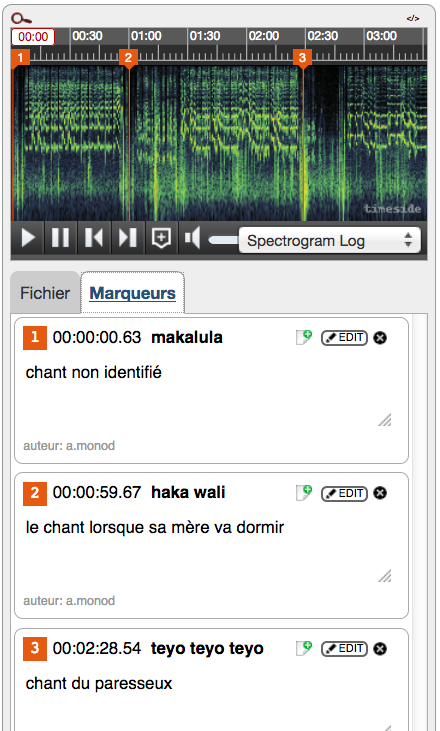 </>
00:00 00:30 01:00 01:30 02:00 02:30 03:00
1 2 3
timeside
Spectrogram Log
Fichier Marqueurs
1 00:00:00.63 makalula EDIT
chant non identifié
auteur: a.monod
2 00:00:59.67 haka wali EDIT
le chant lorsque sa mère va dormir
auteur: a.monod
3 00:02:28.54 teyo teyo teyo EDIT
chant du paresseux